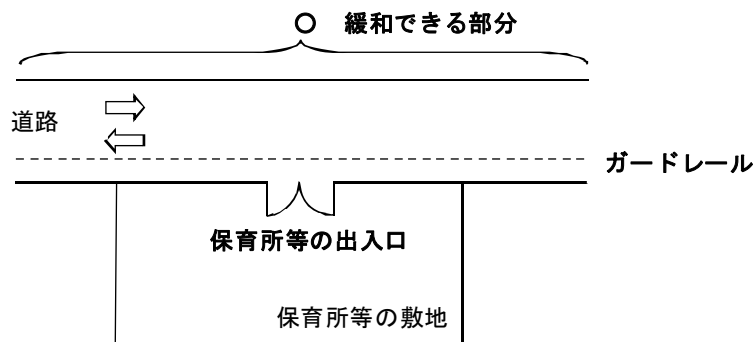 ○ 緩和できる部分
道路
ガードレール
保育所等の出入口
保育所等の敷地